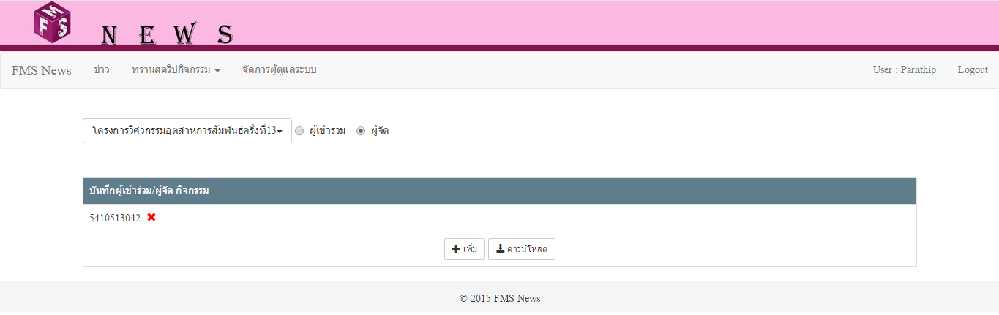 FMS
NEWS
FMS News ข่าว ทรานสคริปกิจกรรม จัดการผู้ดูแลระบบ User : Parnthip Logout
โครงการวิศวกรรมอุตสาหการสัมพันธ์ครั้งที่13 ผู้เข้าร่วม ผู้จัด
บันทึกผู้เข้าร่วม/ผู้จัด กิจกรรม
5410513042
เพิ่ม ดาวน์โหลด
© 2015 FMS News